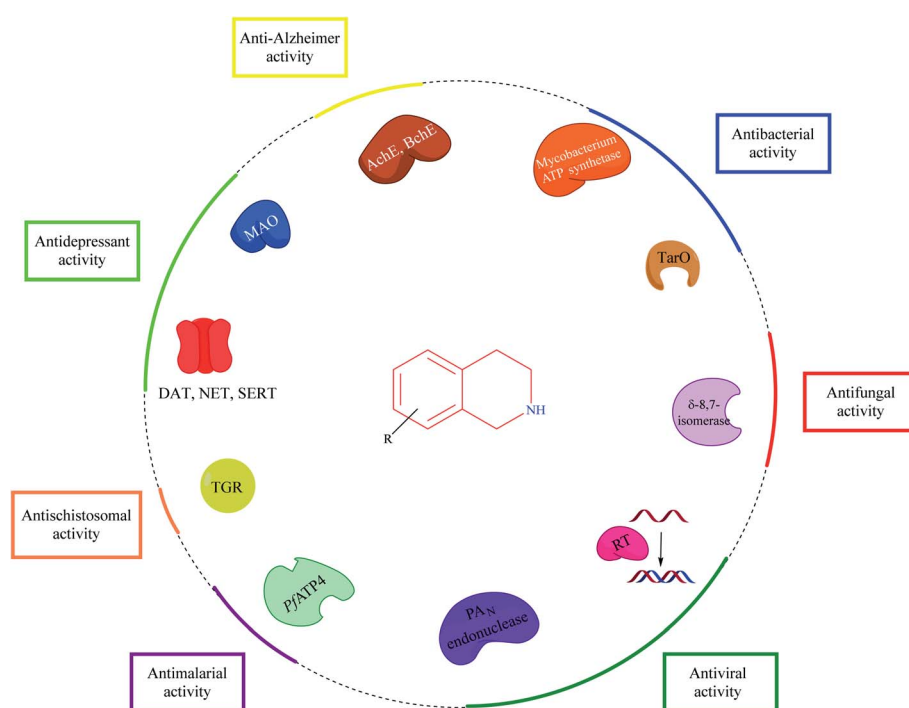 Anti-Alzheimer
activity
AchE, BchE
Mycobacterium
ATP synthetase
Antibacterial
activity
MAO
Antidepressant
activity
TarO
DAT, NET, SERT
NH
R
δ-8,7-
isomerase
Antifungal
activity
TGR
Antischistosomal
activity
RT
PfATP4
PAN
endonuclease
Antimalarial
activity
Antiviral
activity